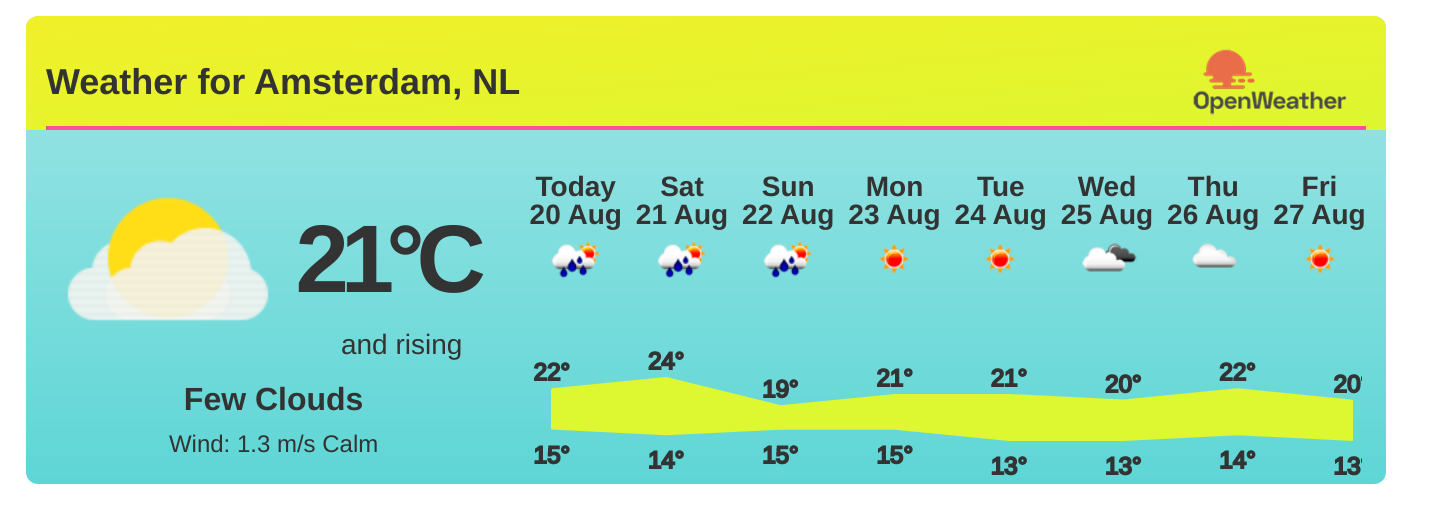 Weather for Amsterdam, NL
OpenWeather
21°C
and rising
Few Clouds
Wind: 1.3 m/s Calm
Today Sat Sun Mon Tue Wed Thu Fri
20 Aug 21 Aug 22 Aug 23 Aug 24 Aug 25 Aug 26 Aug 27 Aug
22° 24° 19° 21° 21° 20° 22° 20°
15° 14° 15° 15° 13° 13° 14° 13°